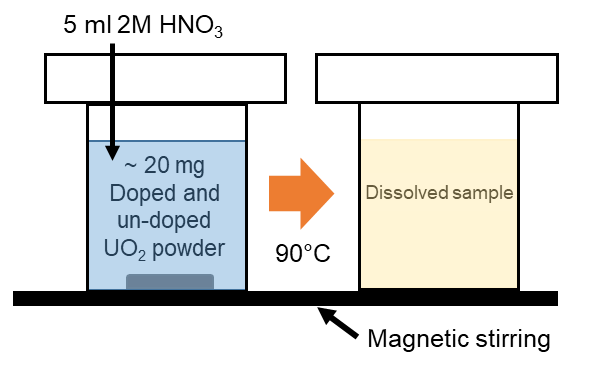 5 ml 2M HNO₃
~ 20 mg
Doped and
un-doped
UO₂ powder
90°C
Dissolved sample
Magnetic stirring